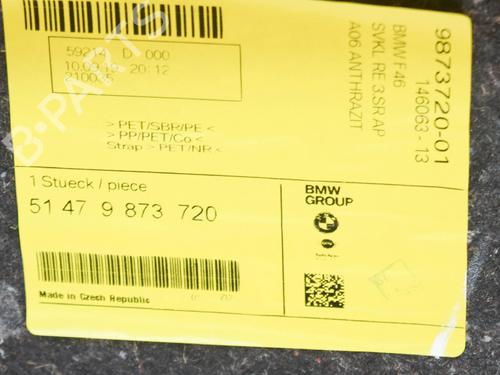 59214 D 000
10.09.15 20:12
210035
> PET/SBR/PE <
> PP/PET/Co <
Strap > PET/NR <
9873720-01
146063-13
BMW F46
SVKL RE 3.SR AP
A06 ANTHRAZIT
1 Stueck / piece
51 47 9 873 720
BMW
GROUP
Made in Czech Republic
B-PARTS